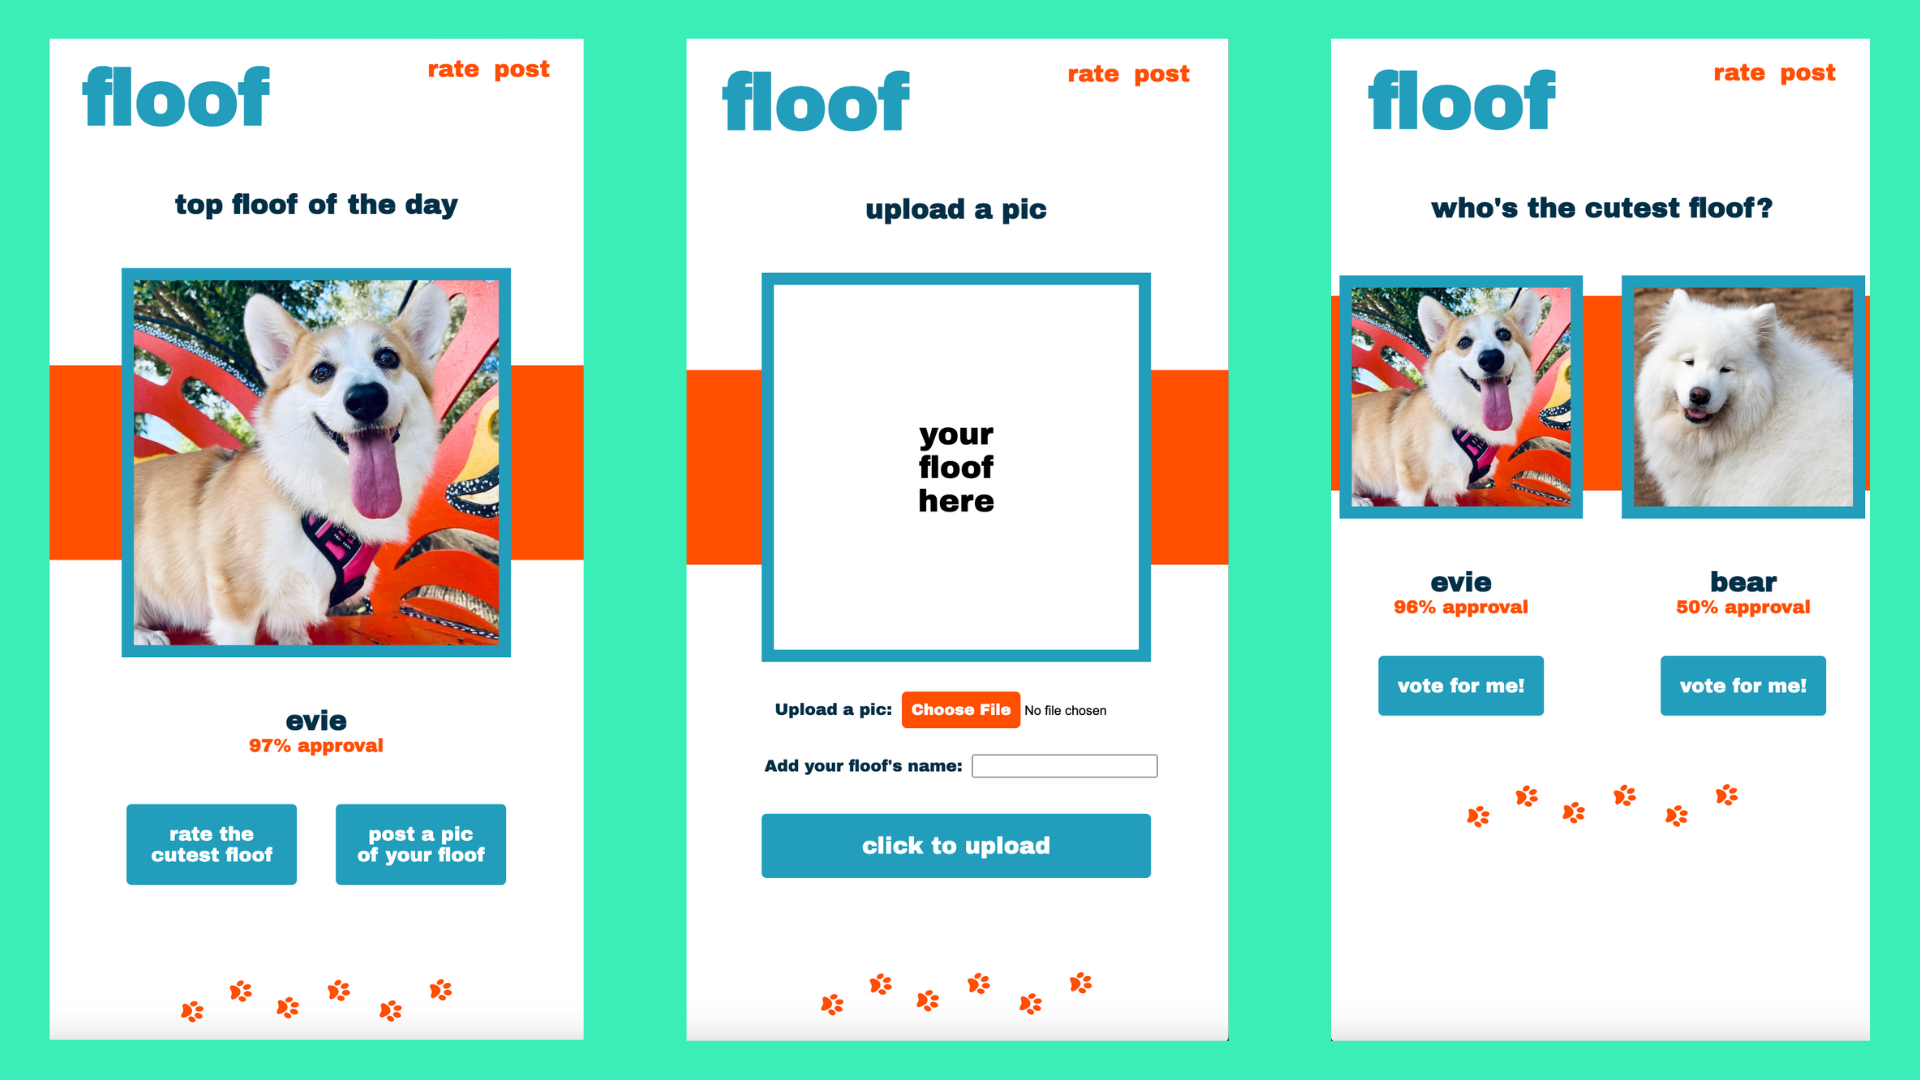 floof
rate post
top floof of the day
evie
97% approval
rate the
cutest floof
post a pic
of your floof
floof
rate post
upload a pic
your
floof
here
Upload a pic: Choose File No file chosen
Add your floof's name:
click to upload
floof
rate post
who's the cutest floof?
evie
96% approval
vote for me!
bear
50% approval
vote for me!